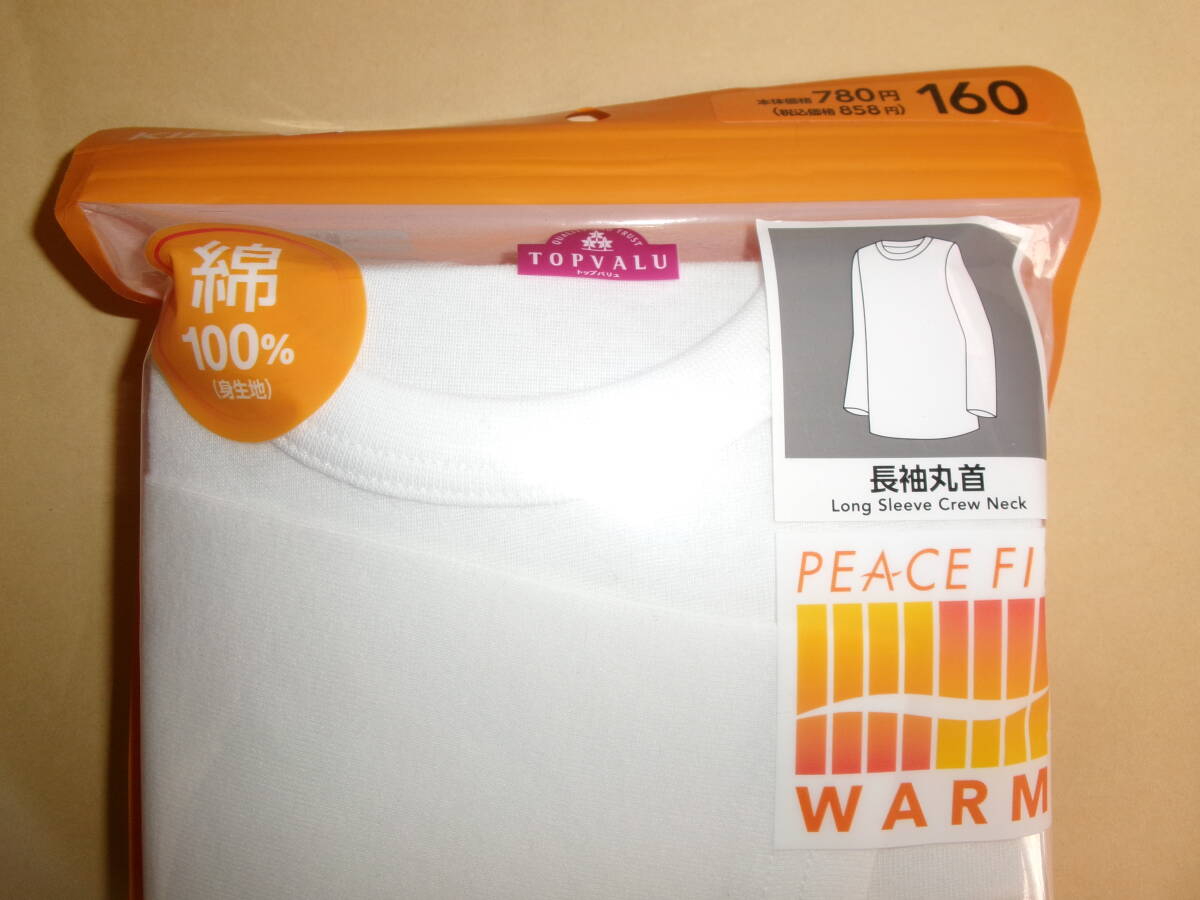 本体価格780円
(税込価格858円)
160
綿
100%
(身生地)
TOPVALU
トップバリュ
長袖丸首
Long Sleeve Crew Neck
PEACE FI
WARM